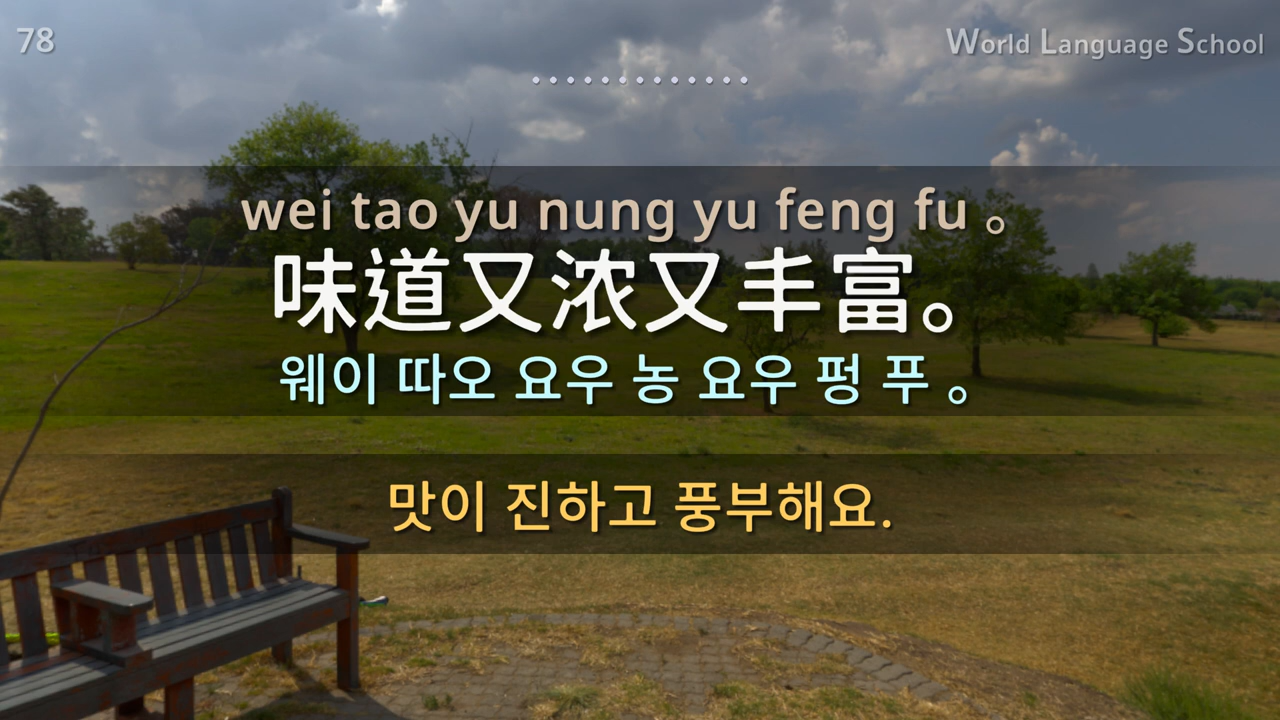 78
World Language School
wei tao yu nung yu feng fu 。
味道又浓又丰富。
웨이 따오 요우 농 요우 펑 푸 。
맛이 진하고 풍부해요.